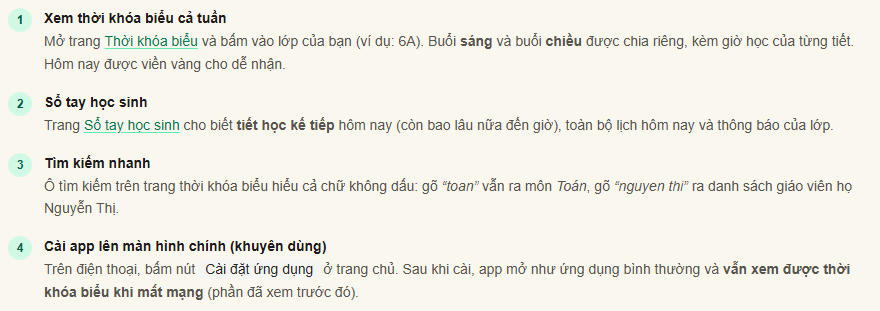 1 Xem thời khóa biểu cả tuần
Mở trang Thời khóa biểu và bấm vào lớp của bạn (ví dụ: 6A). Buổi sáng và buổi chiều được chia riêng, kèm giờ học của từng tiết.
Hôm nay được viền vàng cho dễ nhận.
2 Sổ tay học sinh
Trang Sổ tay học sinh cho biết tiết học kế tiếp hôm nay (còn bao lâu nữa đến giờ), toàn bộ lịch hôm nay và thông báo của lớp.
3 Tìm kiếm nhanh
Ô tìm kiếm trên trang thời khóa biểu hiểu cả chữ không dấu: gõ “toan” vẫn ra môn Toán, gõ “nguyen thi” ra danh sách giáo viên họ
Nguyễn Thị.
4 Cài app lên màn hình chính (khuyên dùng)
Trên điện thoại, bấm nút Cài đặt ứng dụng ở trang chủ. Sau khi cài, app mở như ứng dụng bình thường và vẫn xem được thời
khóa biểu khi mất mạng (phần đã xem trước đó).